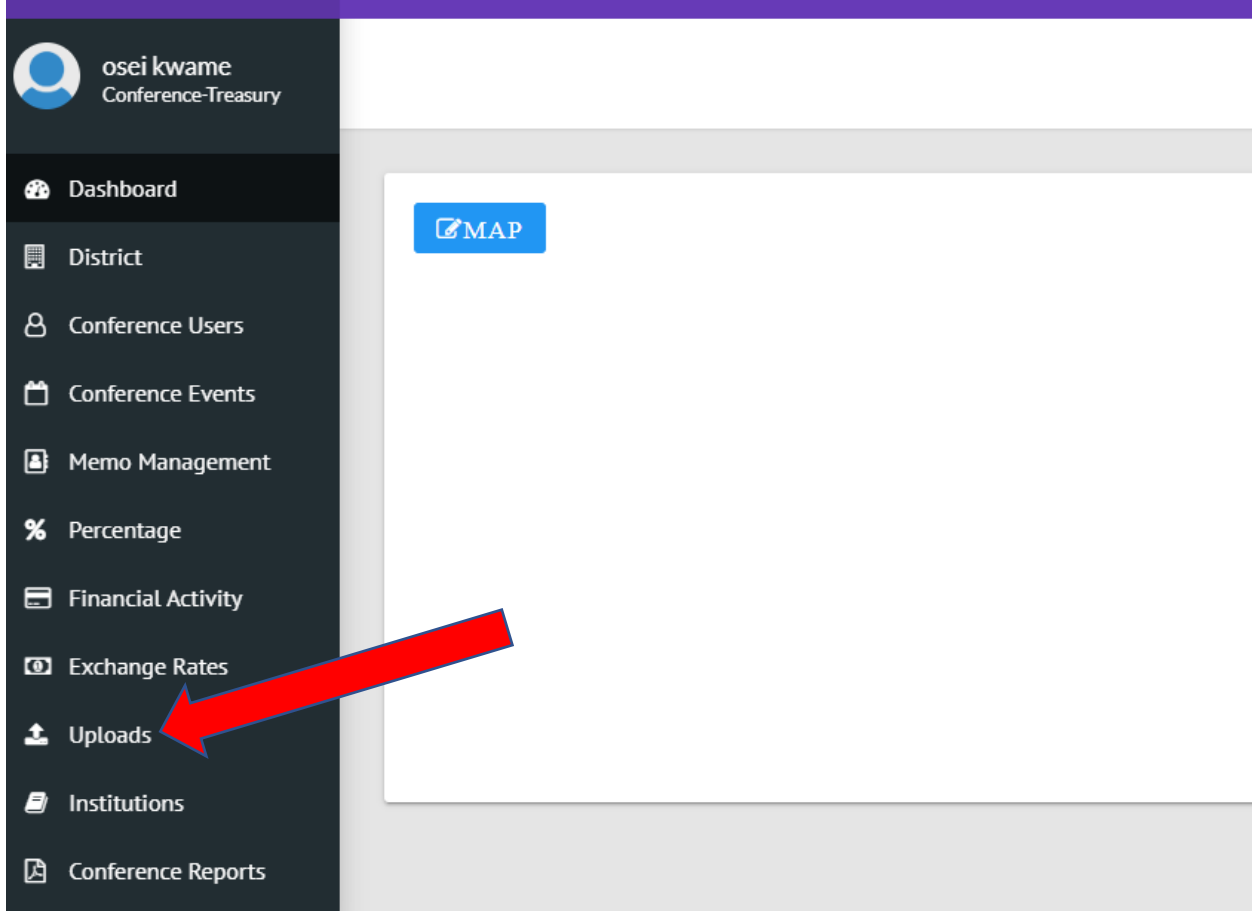 osei kwame
Conference-Treasury
Dashboard
MAP
District
Conference Users
Conference Events
Memo Management
% Percentage
Financial Activity
Exchange Rates
Uploads
Institutions
Conference Reports